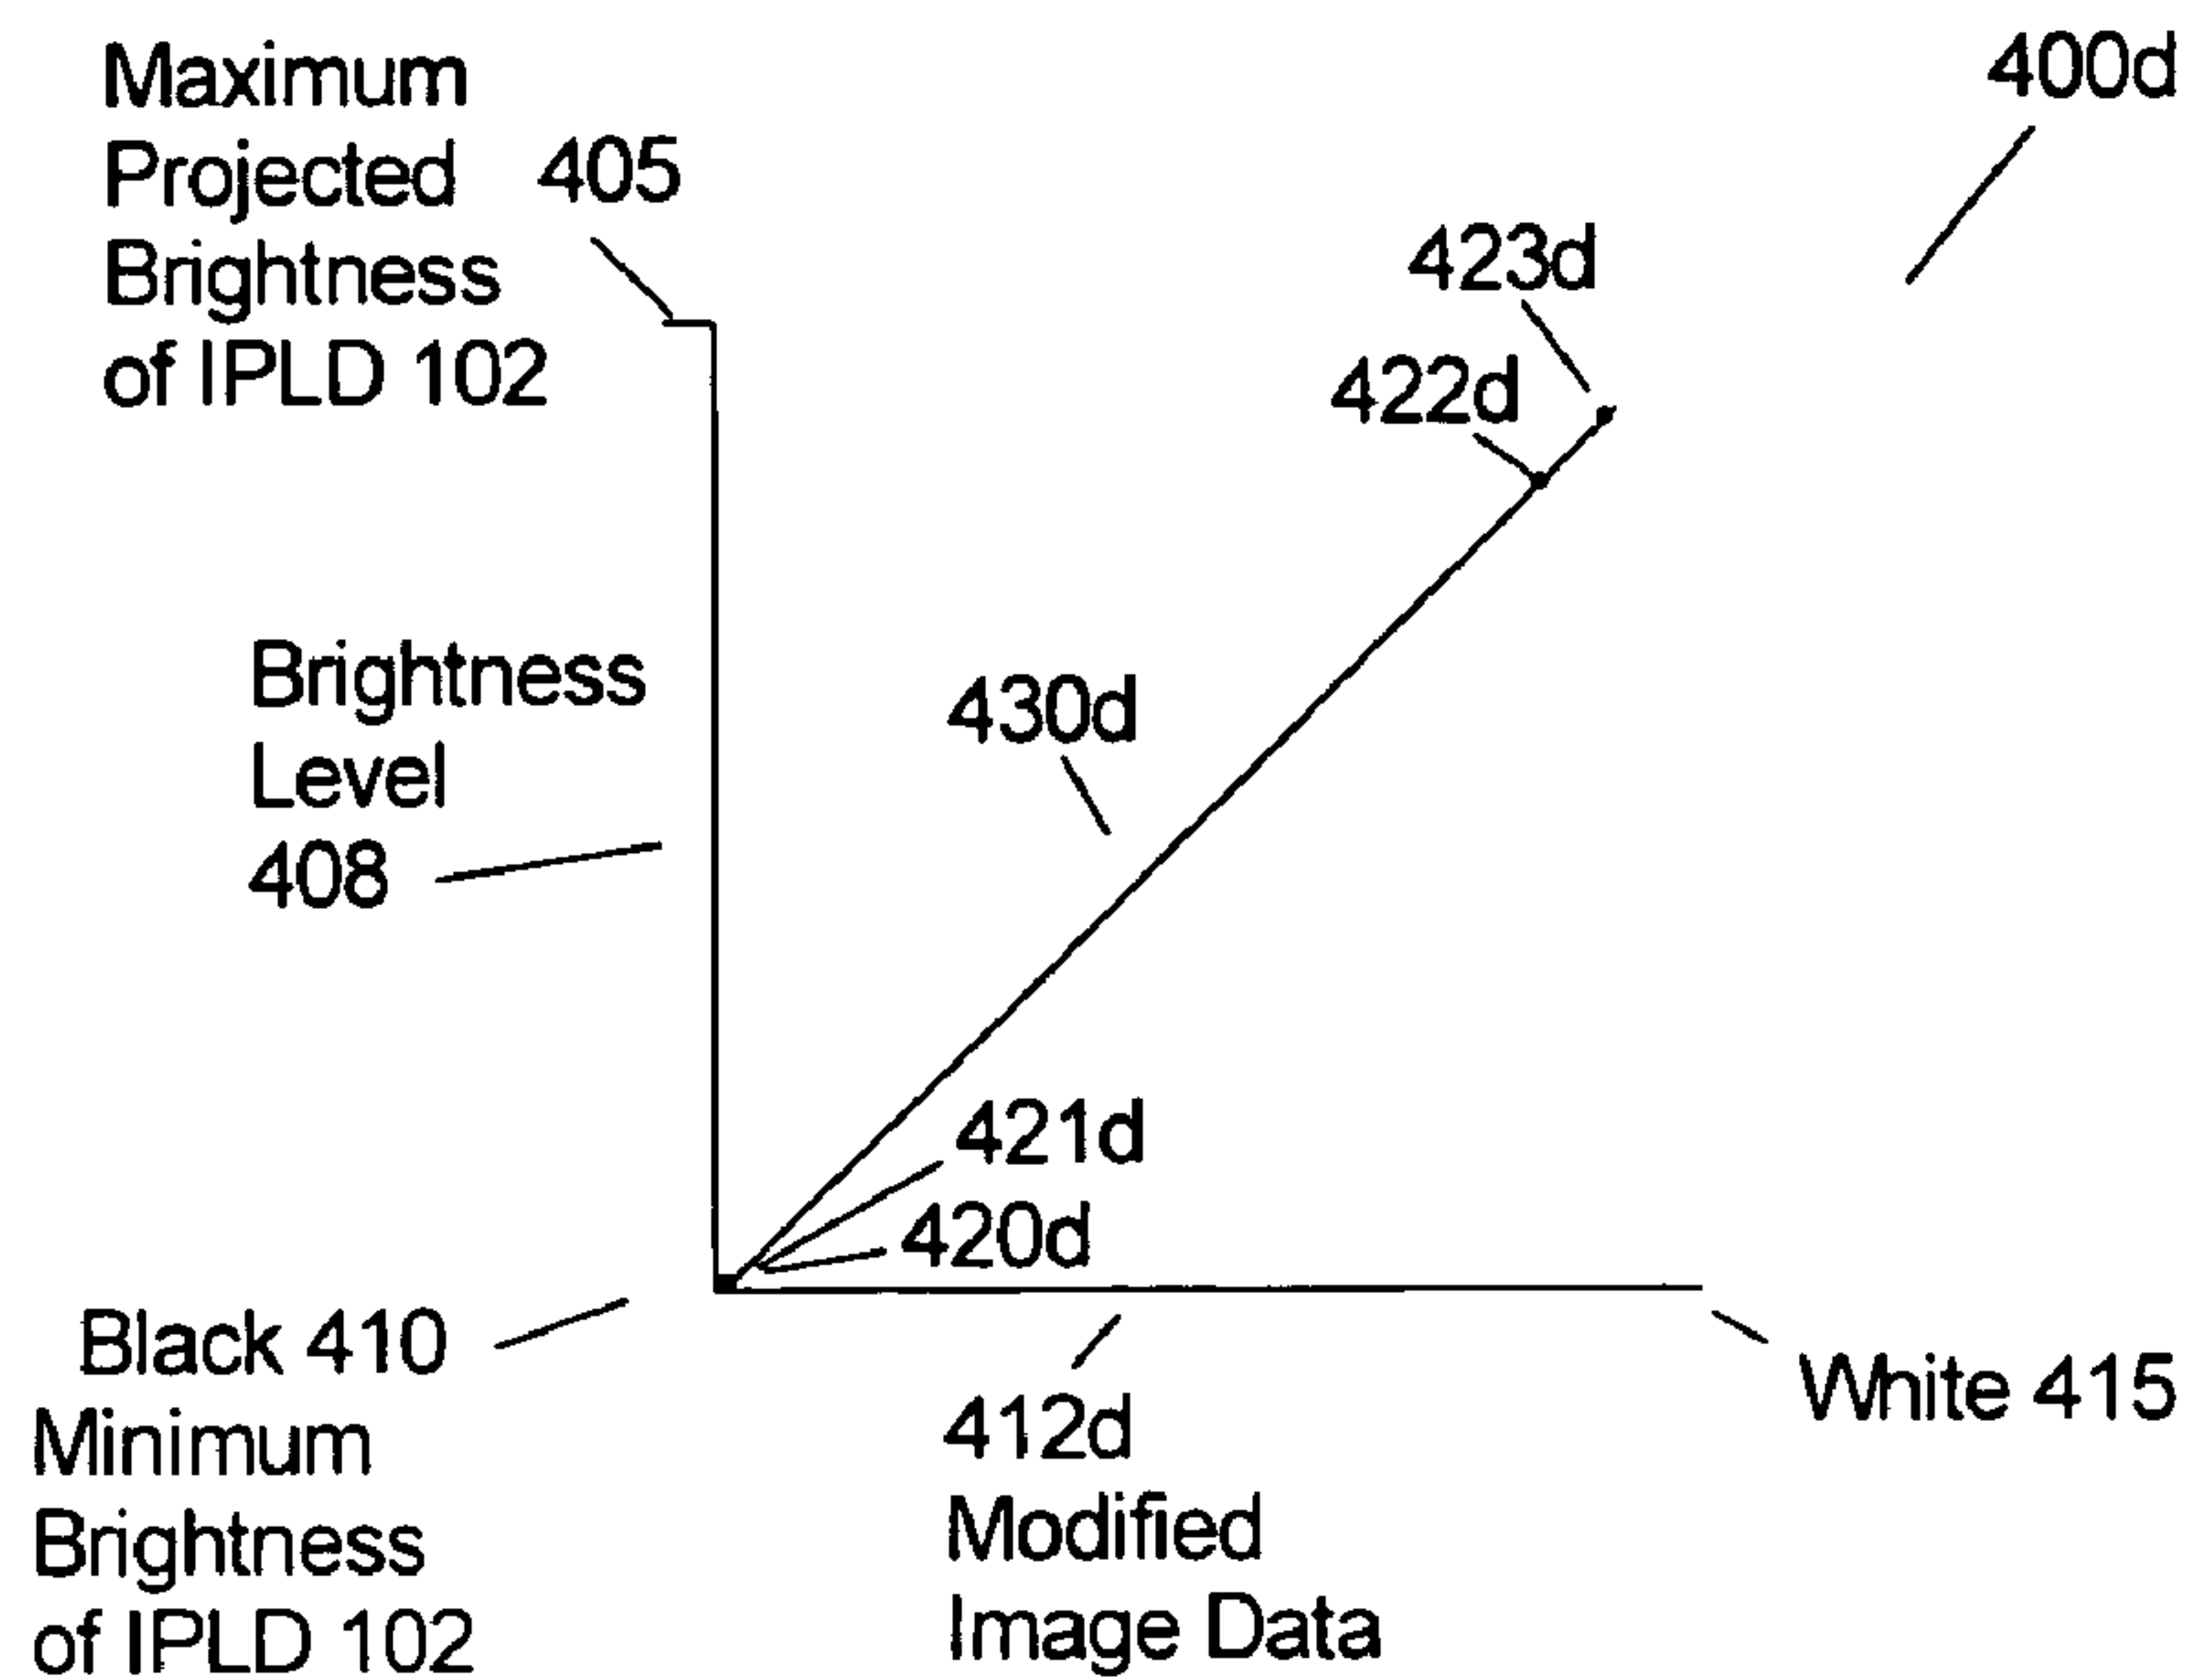 Maximum
Projected 405
Brightness
of IPLD 102
400d
423d
422d
Brightness
Level
408
430d
421d
420d
Black 410
Minimum
Brightness
of IPLD 102
412d
Modified
Image Data
White 415